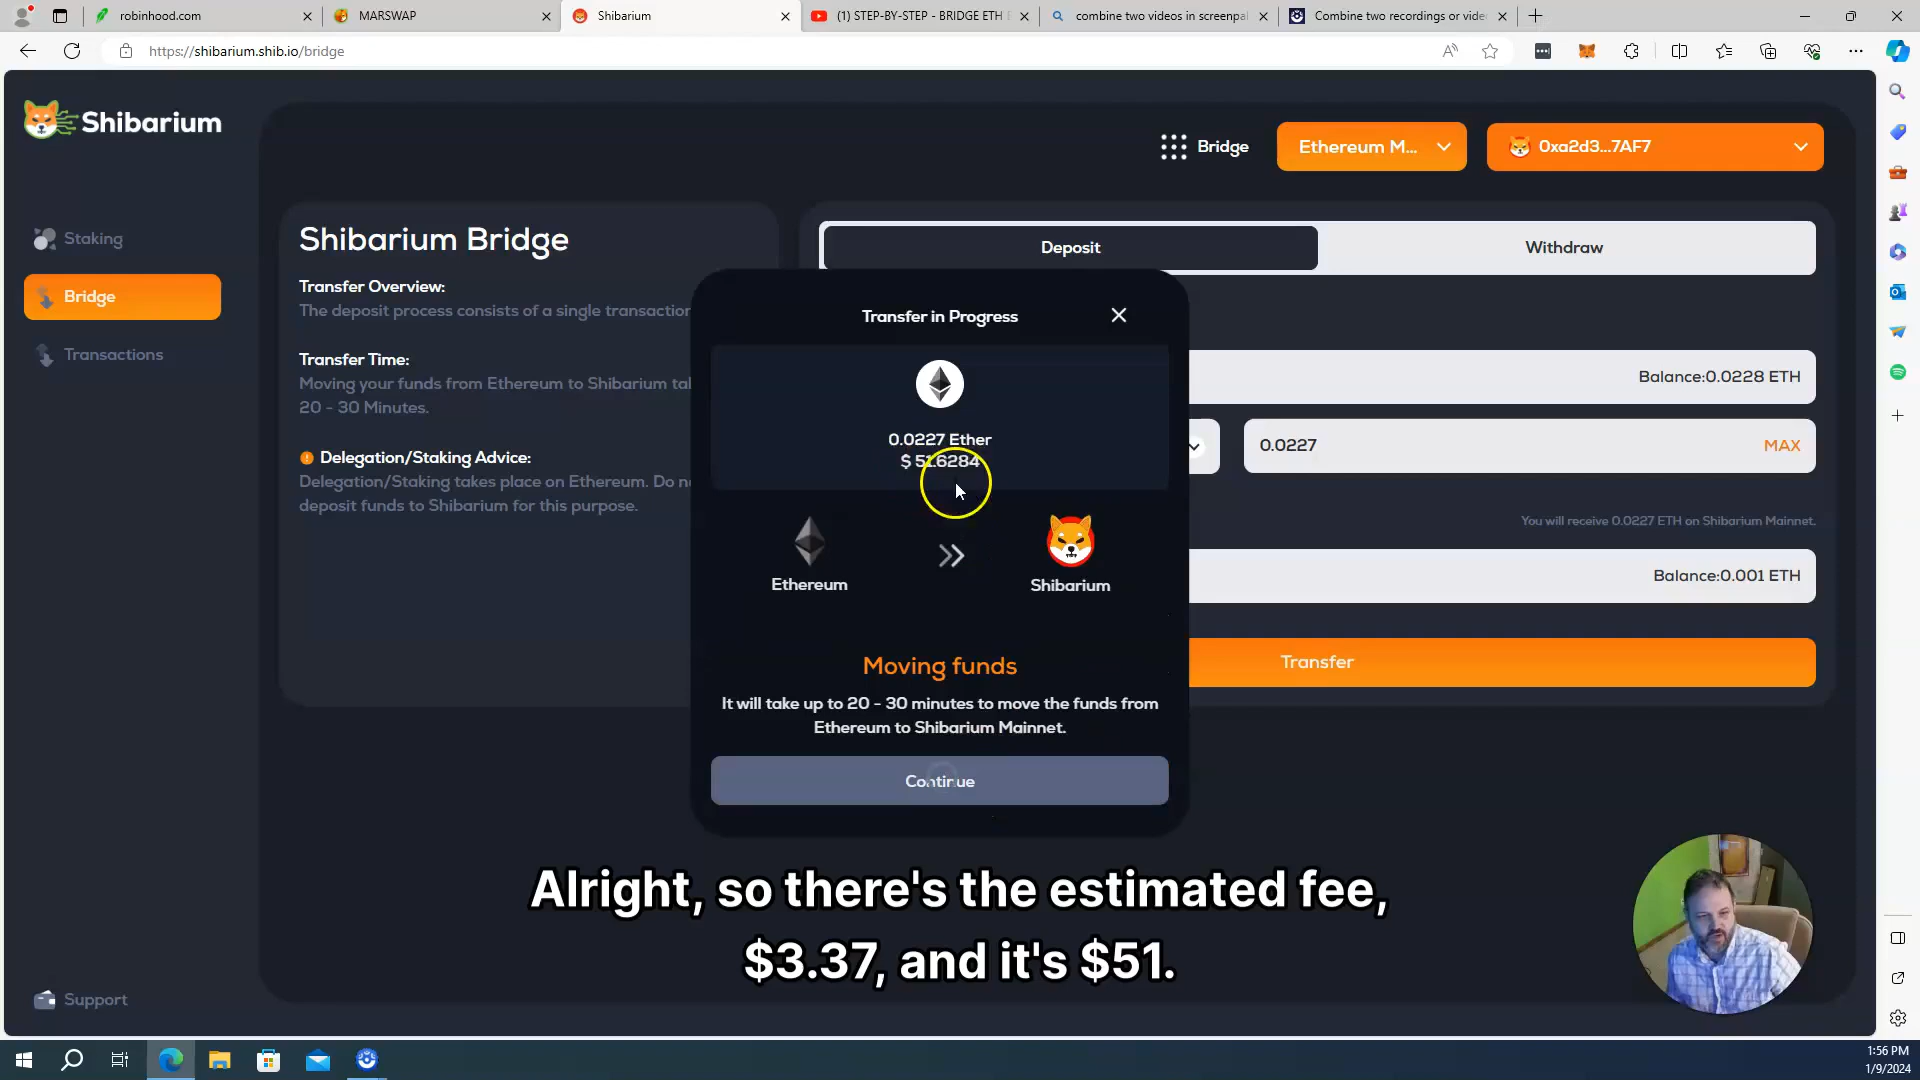 robinhood.com
MARSWAP
Shibarium
(1) STEP-BY-STEP - BRIDGE ETH
combine two videos in screenpal
Combine two recordings or vide
https://shibarium.shib.io/bridge
Shibarium
Bridge
Ethereum M...
0xa2d3...7AF7
Staking
Bridge
Transactions
Support
Shibarium Bridge
Transfer Overview:
The deposit process consists of a single transaction
Transfer Time:
Moving your funds from Ethereum to Shibarium
20 - 30 Minutes.
Delegation/Staking Advice:
Delegation/Staking takes place on Ethereum. Do
deposit funds to Shibarium for this purpose.
Deposit
Withdraw
Balance:0.0228 ETH
0.0227
MAX
You will receive 0.0227 ETH on Shibarium Mainnet.
Balance:0.001 ETH
Transfer
Transfer in Progress
0.0227 Ether
$ 51.6284
Ethereum
Shibarium
Moving funds
It will take up to 20 - 30 minutes to move the funds from
Ethereum to Shibarium Mainnet.
Continue
Alright, so there's the estimated fee,
$3.37, and it's $51.
1:56 PM
1/9/2024